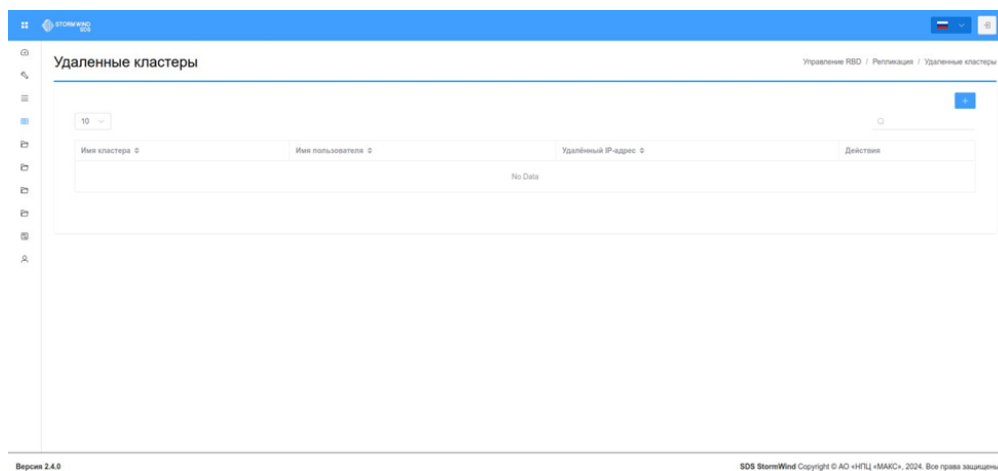 STORMWIND
SDS
Удаленные кластеры
Управление RBD / Репликация / Удаленные кластеры
+
10
Имя кластера
Имя пользователя
Удалённый IP-адрес
Действия
No Data
Версия 2.4.0
SDS StormWind Copyright © АО «НПЦ «МАКС», 2024. Все права защищены